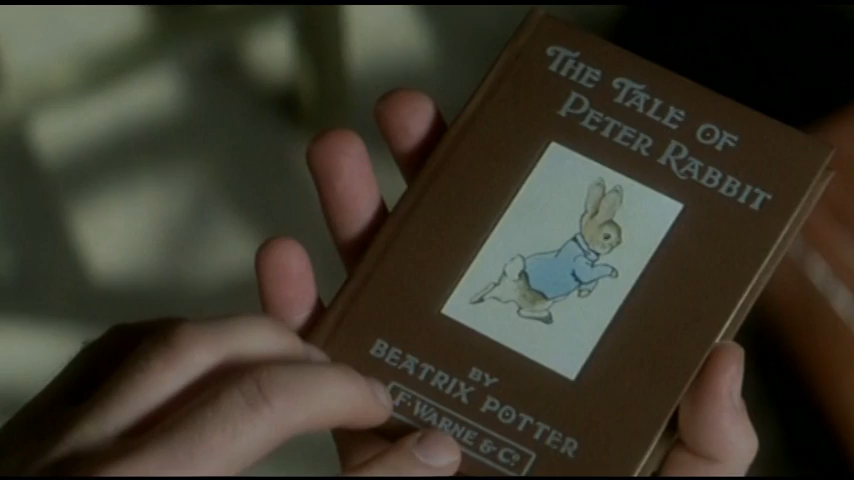 THE TALE OF
PETER RABBIT
BY
BEATRIX POTTER
F. WARNE & Co